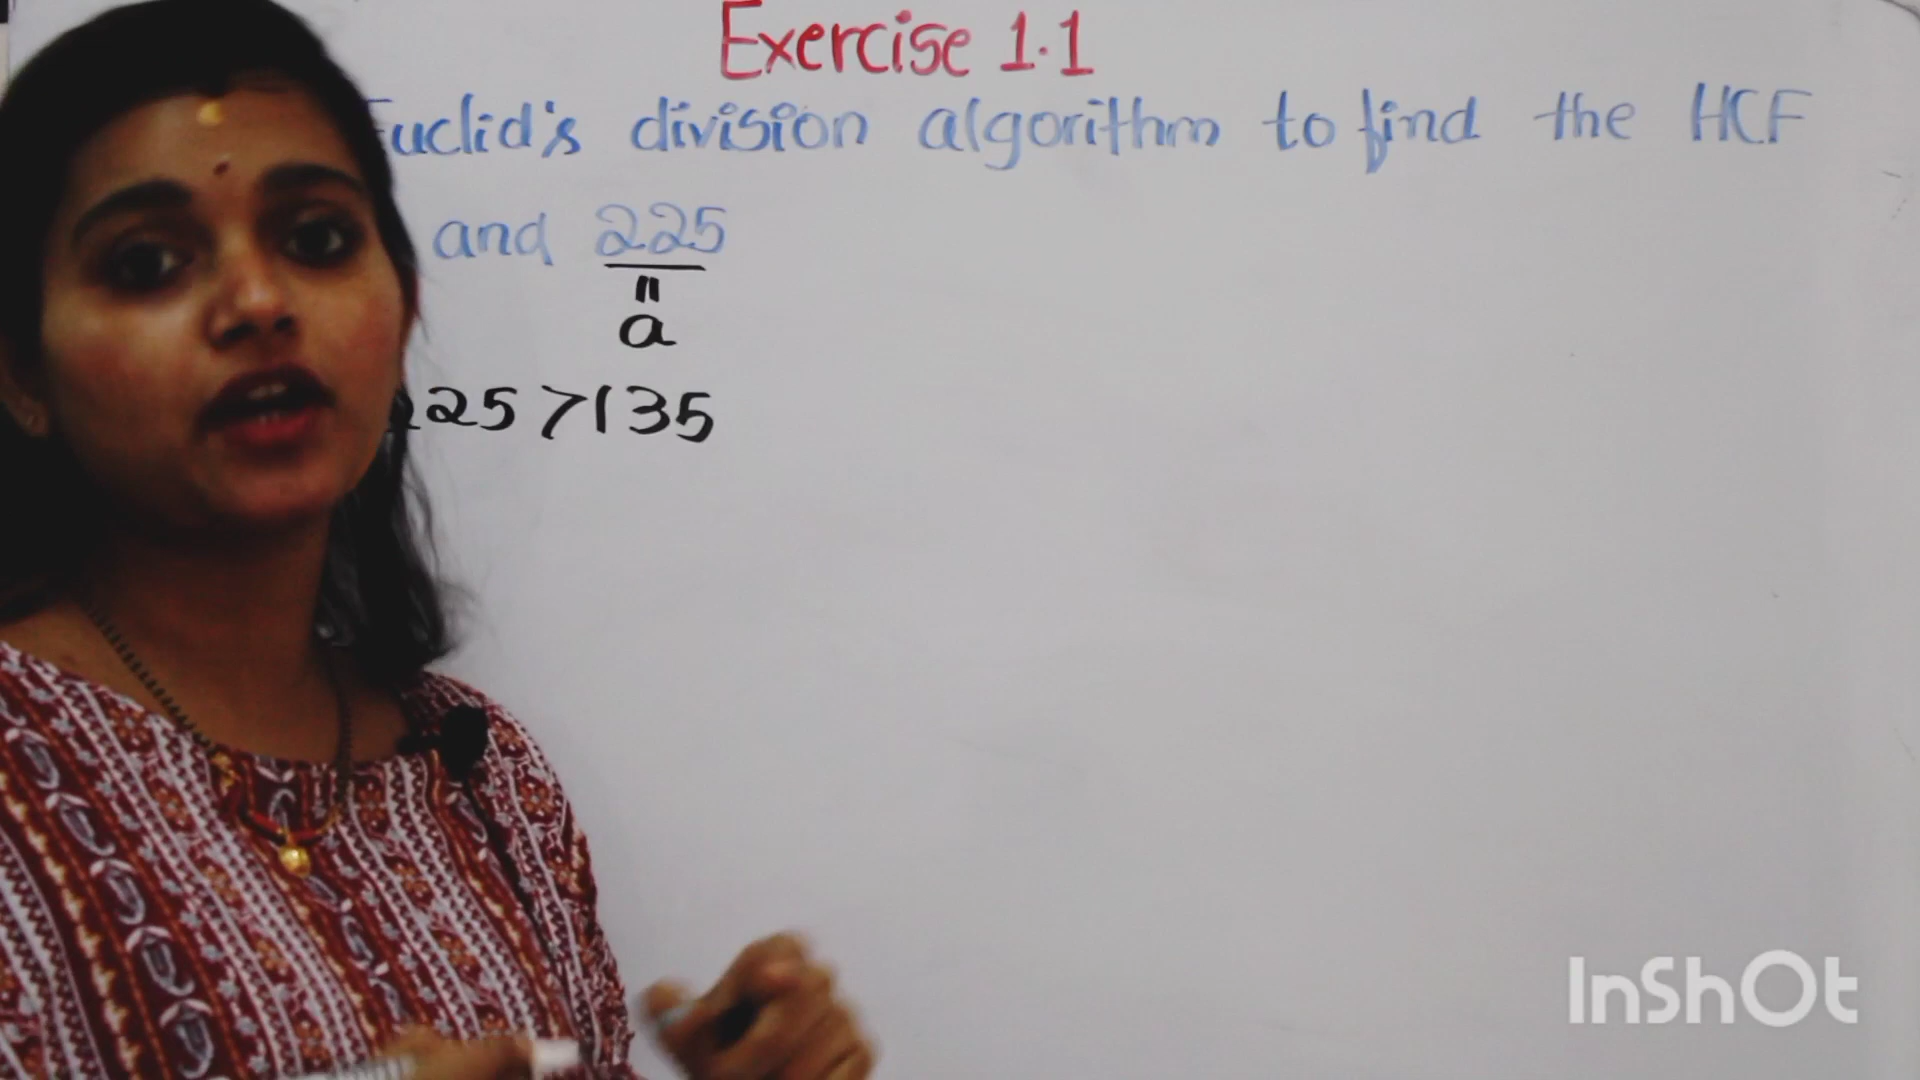 Exercise 1.1
Euclid's division algorithm to find the HCF
and 225
"
a
225 >135
InShOt